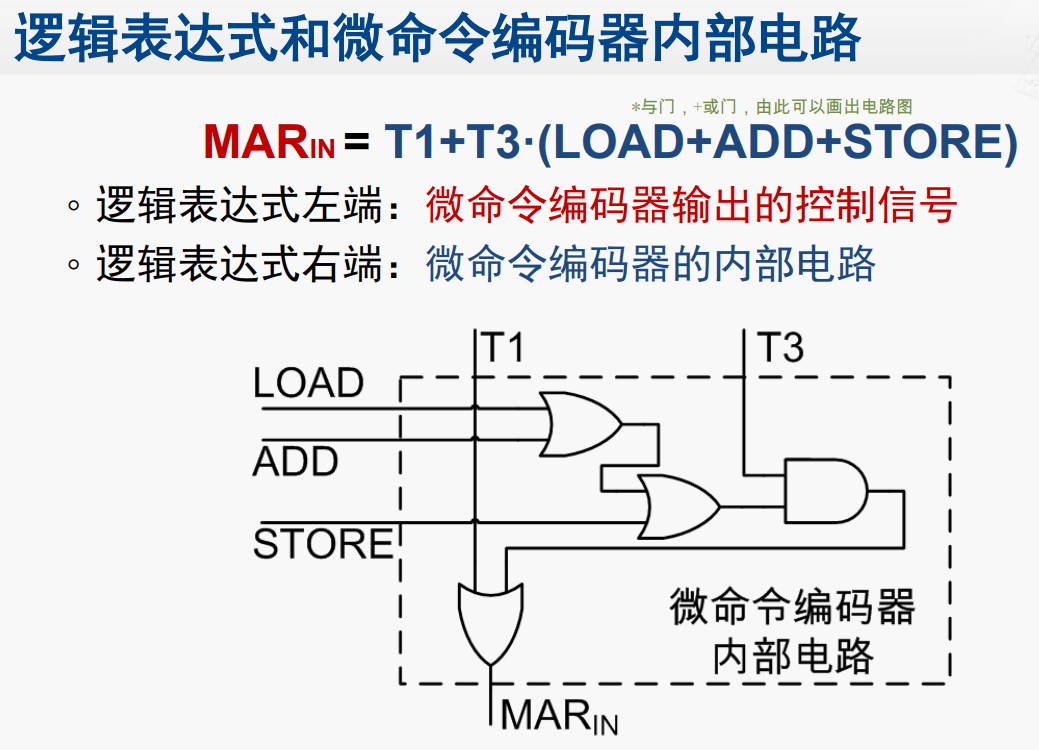 逻辑表达式和微命令编码器内部电路
*与门，+或门，由此可以画出电路图
MARIN = T1+T3·(LOAD+ADD+STORE)
◦ 逻辑表达式左端：微命令编码器输出的控制信号
◦ 逻辑表达式右端：微命令编码器的内部电路
T1
T3
LOAD
ADD
STORE
微命令编码器
内部电路
MARIN